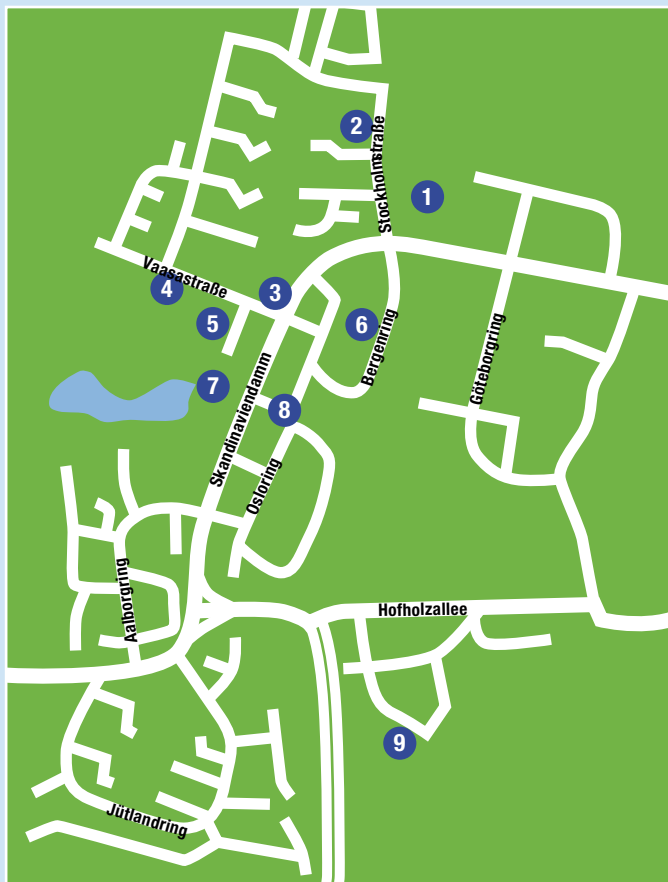 2
Stockholmstraße
1
Vaasastraße
4
3
5
6
Bergenring
Göteborgring
7
8
Skandinaviendamm
Osloring
Aalborgring
Hofholzallee
9
Jütlandring